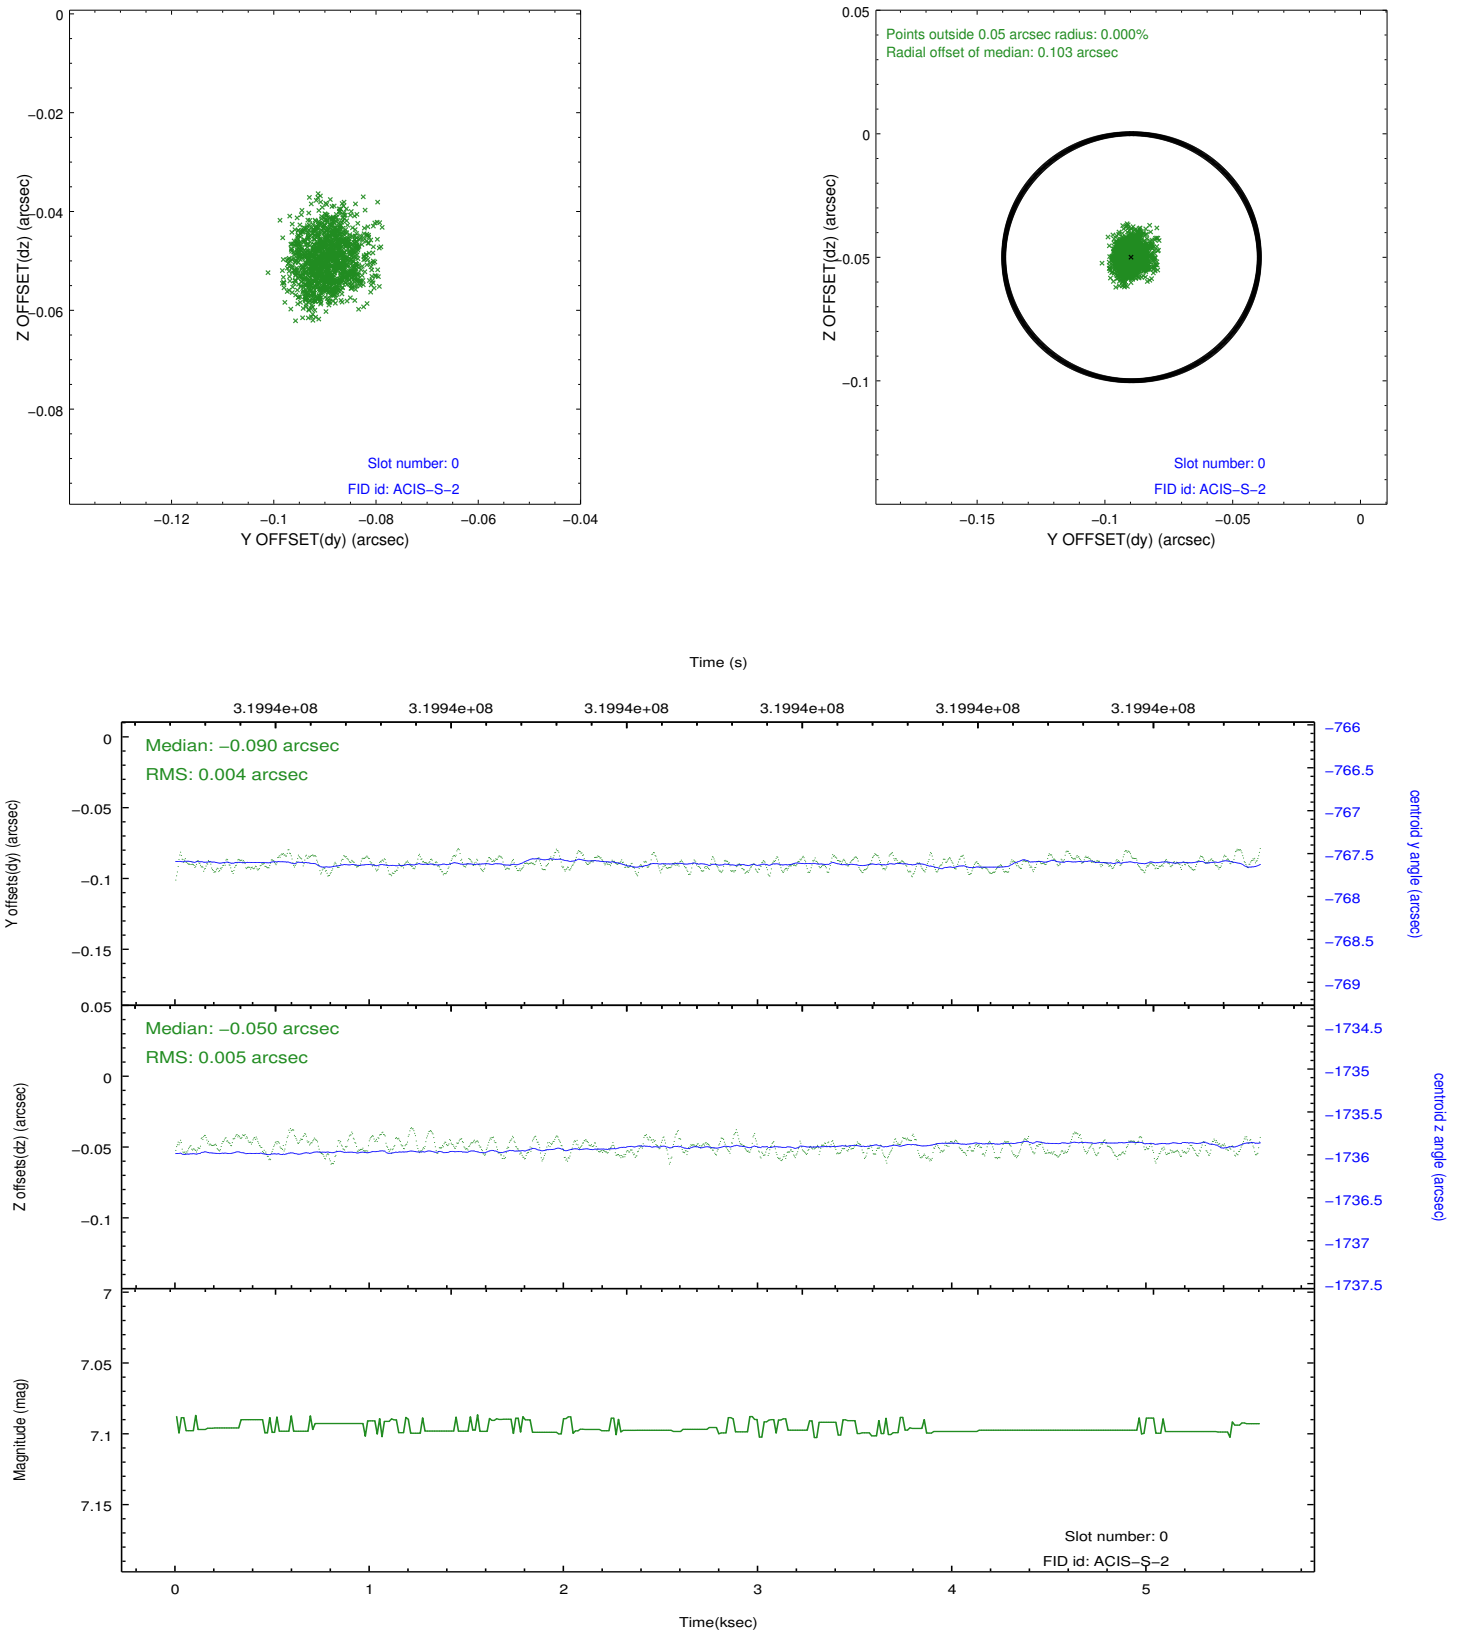 0
−0.02
−0.04
−0.06
−0.08
Z OFFSET(dz) (arcsec)
Slot number: 0
FID id: ACIS−S−2
−0.12
−0.1
−0.08
−0.06
−0.04
Y OFFSET(dy) (arcsec)
0.05
0
−0.05
−0.1
Z OFFSET(dz) (arcsec)
Points outside 0.05 arcsec radius: 0.000%
Radial offset of median: 0.103 arcsec
Slot number: 0
FID id: ACIS−S−2
−0.15
−0.1
−0.05
0
Y OFFSET(dy) (arcsec)
Time (s)
3.1994e+08
3.1994e+08
3.1994e+08
3.1994e+08
3.1994e+08
3.1994e+08
Median: −0.090 arcsec
RMS: 0.004 arcsec
0
−0.05
−0.1
−0.15
Y offsets(dy) (arcsec)
−766
−766.5
−767
−767.5
−768
−768.5
−769
centroid y angle (arcsec)
Median: −0.050 arcsec
RMS: 0.005 arcsec
0.05
0
−0.05
−0.1
Z offsets(dz) (arcsec)
−1734.5
−1735
−1735.5
−1736
−1736.5
−1737
−1737.5
centroid z angle (arcsec)
7
7.05
7.1
7.15
Magnitude (mag)
Slot number: 0
FID id: ACIS−S−2
0
1
2
3
4
5
Time(ksec)